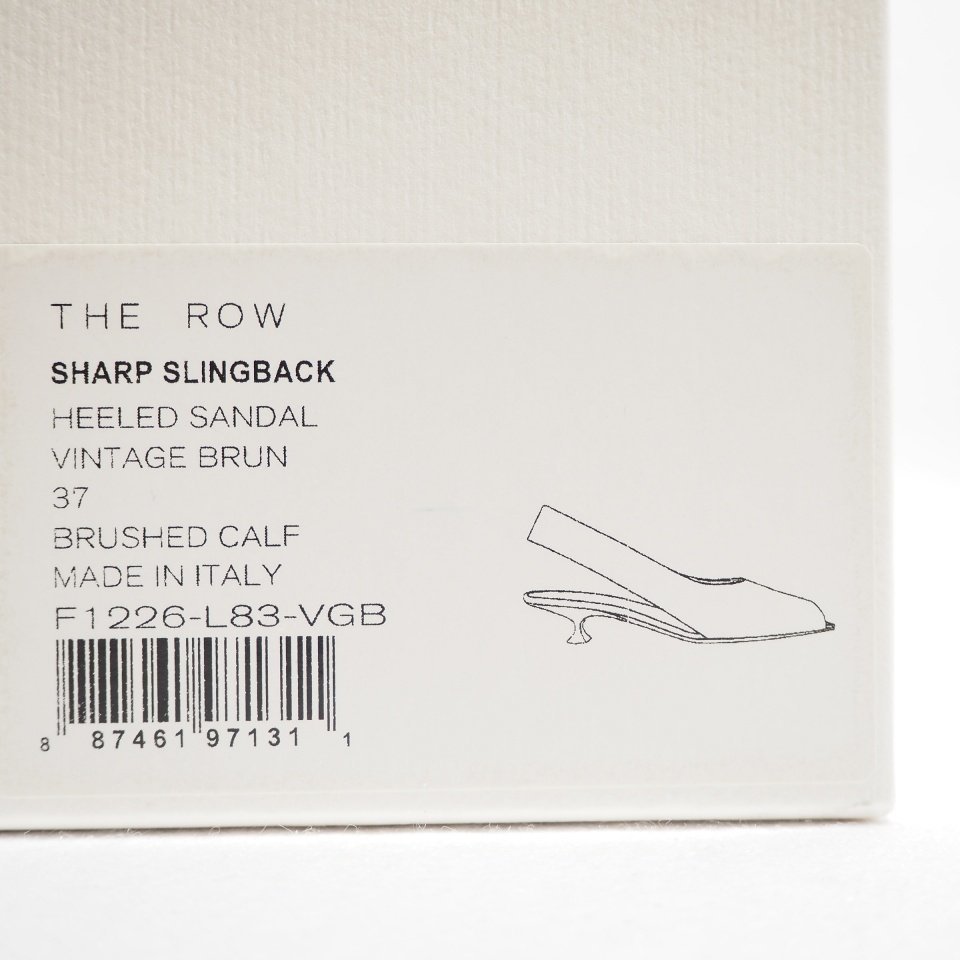 THE ROW
SHARP SLINGBACK
HEELED SANDAL
VINTAGE BRUN
37
BRUSHED CALF
MADE IN ITALY
F1226-L83-VGB
8 87461 97131 1